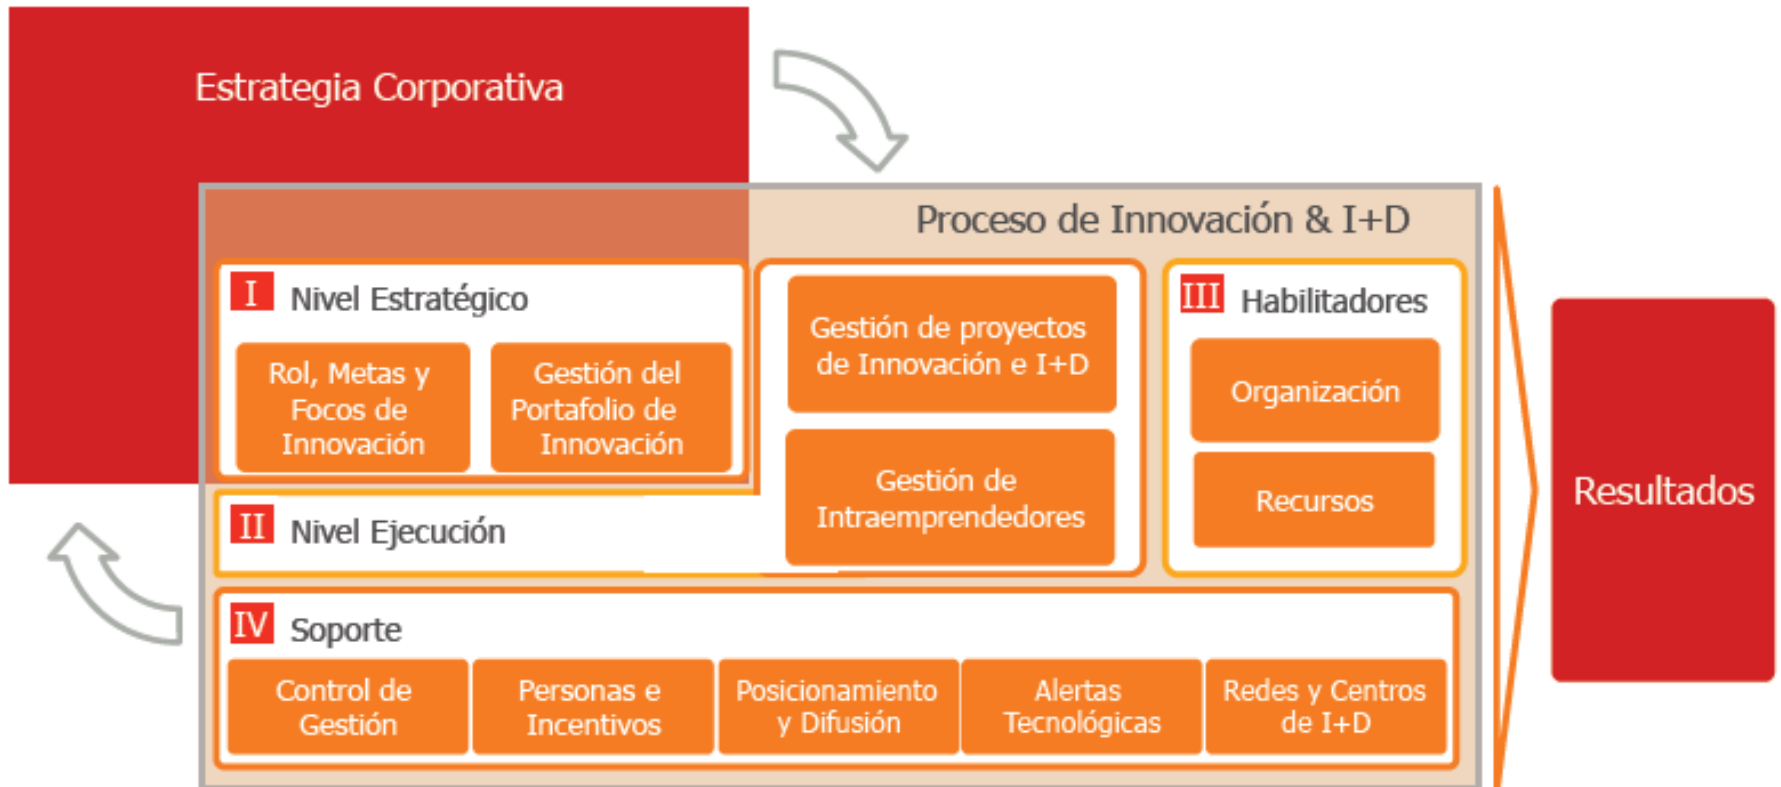 Estrategia Corporativa
Proceso de Innovación & I+D
I Nivel Estratégico
Rol, Metas y
Focos de
Innovación
Gestión del
Portafolio de
Innovación
II Nivel Ejecución
Gestión de proyectos
de Innovación e I+D
Gestión de
Intraemprendedores
III Habilitadores
Organización
Recursos
IV Soporte
Control de
Gestión
Personas e
Incentivos
Posicionamiento
y Difusión
Alertas
Tecnológicas
Redes y Centros
de I+D
Resultados